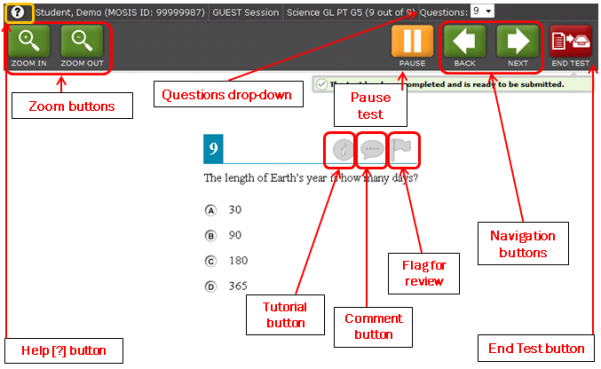 ? Student, Demo (MOSIS ID: 99999987) GUEST Session Science GL PT G5 (9 out of 9) Questions: 9
ZOOM IN ZOOM OUT PAUSE BACK NEXT END TEST
completed and is ready to be submitted.
Zoom buttons
Questions drop-down
Pause
test
9
The length of Earth's year is how many days?
A 30
B 90
C 180
D 365
Navigation
buttons
Flag for
review
Tutorial
button
Comment
button
Help [?] button
End Test button